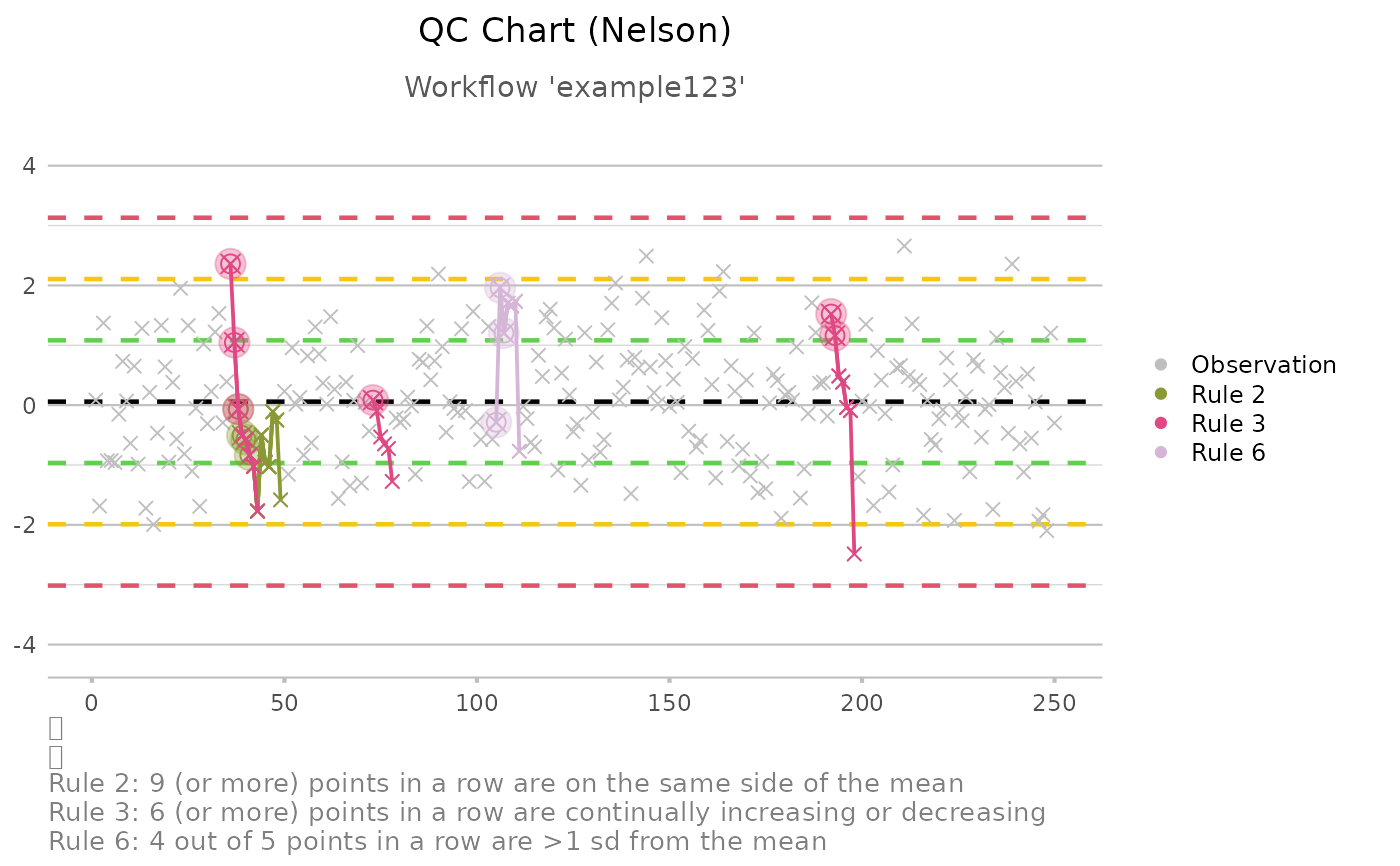 QC Chart (Nelson)
Workflow 'example123'
4
2
0
-2
-4
0 50 100 150 200 250
Observation
Rule 2
Rule 3
Rule 6
Rule 2: 9 (or more) points in a row are on the same side of the mean
Rule 3: 6 (or more) points in a row are continually increasing or decreasing
Rule 6: 4 out of 5 points in a row are >1 sd from the mean